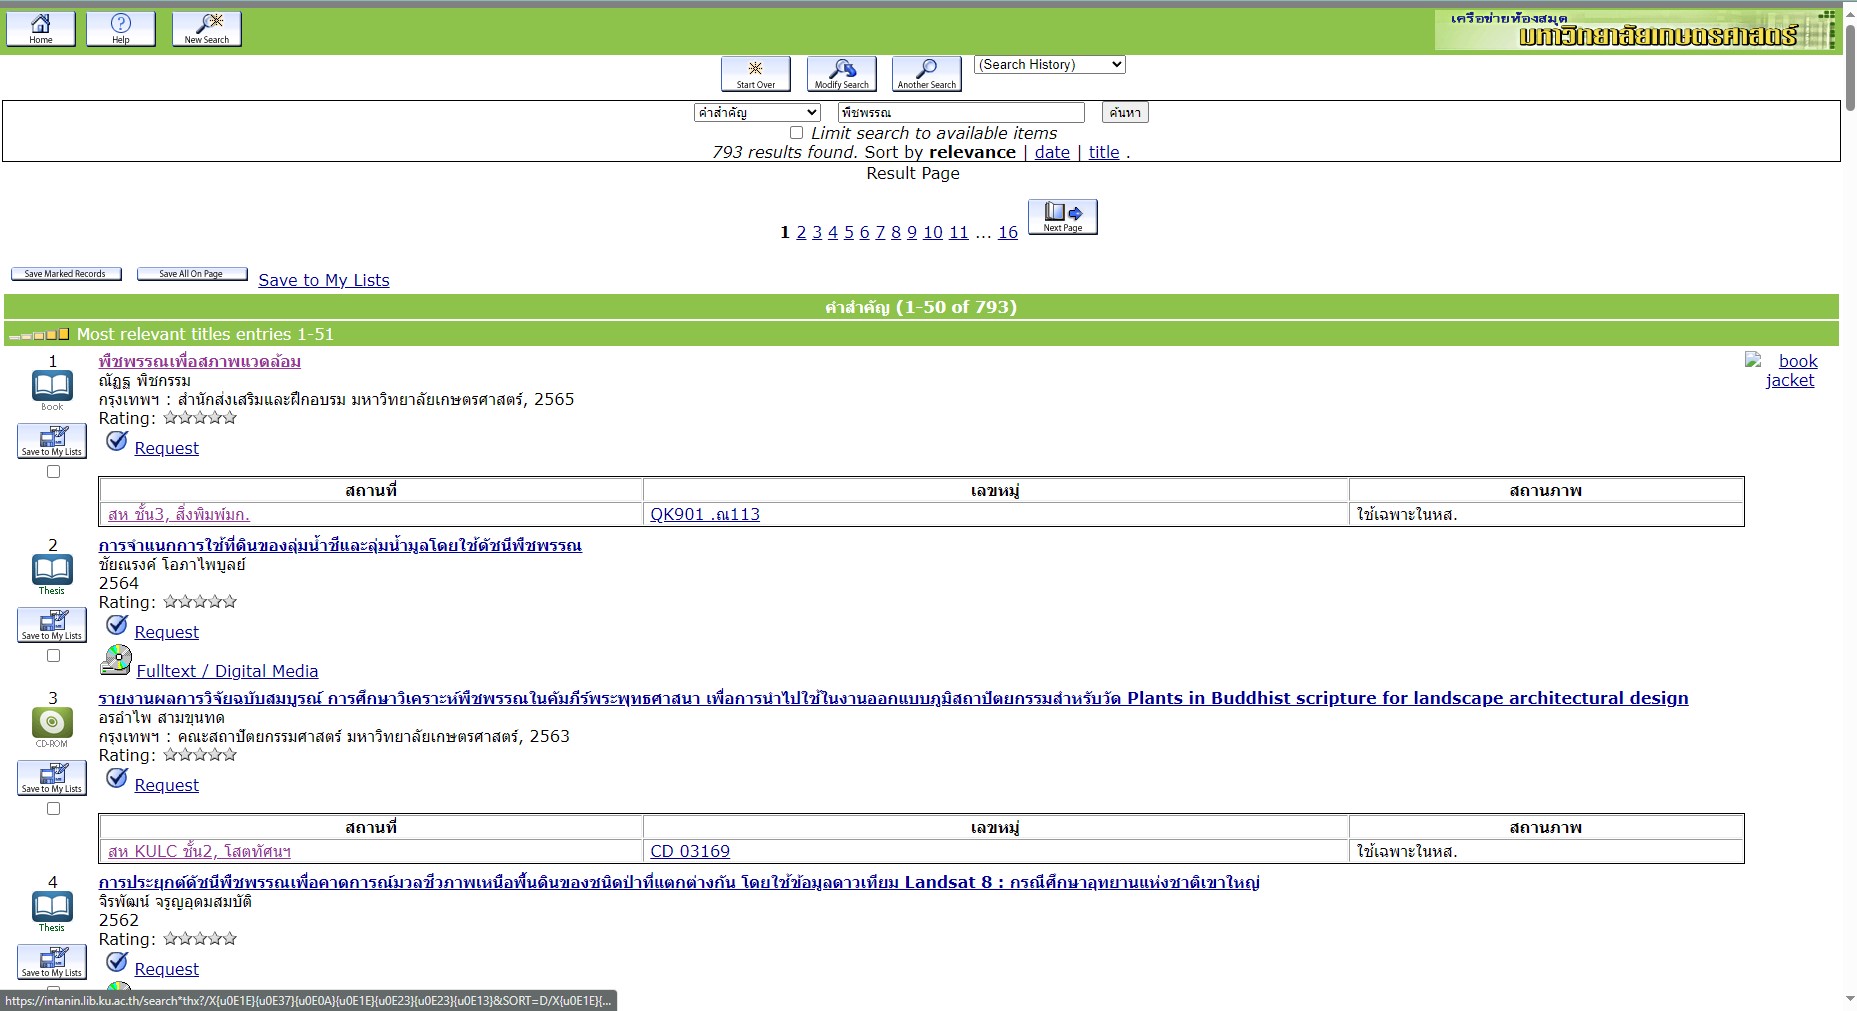 Home
Help
New Search
เครือข่ายห้องสมุด
มหาวิทยาลัยเกษตรศาสตร์
Start Over
Modify Search
Another Search
(Search History)
คำสำคัญ
พืชพรรณ
ค้นหา
Limit search to available items
793 results found. Sort by relevance | date | title .
Result Page
1 2 3 4 5 6 7 8 9 10 11 ... 16
Next Page
Save Marked Records
Save All On Page
Save to My Lists
คำสำคัญ (1-50 of 793)
Most relevant titles entries 1-51
1
Book
Save to My Lists
พืชพรรณเพื่อสภาพแวดล้อม
ณัฏฐ พิชกรรม
กรุงเทพฯ : สำนักส่งเสริมและฝึกอบรม มหาวิทยาลัยเกษตรศาสตร์, 2565
Rating:
Request
book jacket
สถานที่ เลขหมู่ สถานภาพ
สห ชั้น3, สิ่งพิมพ์มก. QK901 .ณ113 ใช้เฉพาะในหส.
2
Thesis
Save to My Lists
การจำแนกการใช้ที่ดินของลุ่มน้ำชีและลุ่มน้ำมูลโดยใช้ดัชนีพืชพรรณ
ชัยณรงค์ โอภาไพบูลย์
2564
Rating:
Request
Fulltext / Digital Media
3
CD-ROM
Save to My Lists
รายงานผลการวิจัยฉบับสมบูรณ์ การศึกษาวิเคราะห์พืชพรรณในคัมภีร์พระพุทธศาสนา เพื่อการนำไปใช้ในงานออกแบบภูมิสถาปัตยกรรมสำหรับวัด Plants in Buddhist scripture for landscape architectural design
อรอำไพ สามขุนทด
กรุงเทพฯ : คณะสถาปัตยกรรมศาสตร์ มหาวิทยาลัยเกษตรศาสตร์, 2563
Rating:
Request
สถานที่ เลขหมู่ สถานภาพ
สห KULC ชั้น2, โสตทัศนฯ CD 03169 ใช้เฉพาะในหส.
4
Thesis
Save to My Lists
การประยุกต์ดัชนีพืชพรรณเพื่อคาดการณ์มวลชีวภาพเหนือพื้นดินของชนิดป่าที่แตกต่างกัน โดยใช้ข้อมูลดาวเทียม Landsat 8 : กรณีศึกษาอุทยานแห่งชาติเขาใหญ่
จิรพัฒน์ จรูญอุดมสมบัติ
2562
Rating:
Request
https://intanin.lib.ku.ac.th/search*thx?/X{u0E1E}{u0E37}{u0E0A}{u0E1E}{u0E23}{u0E23}{u0E13}&SORT=D/X{u0E1E}{...